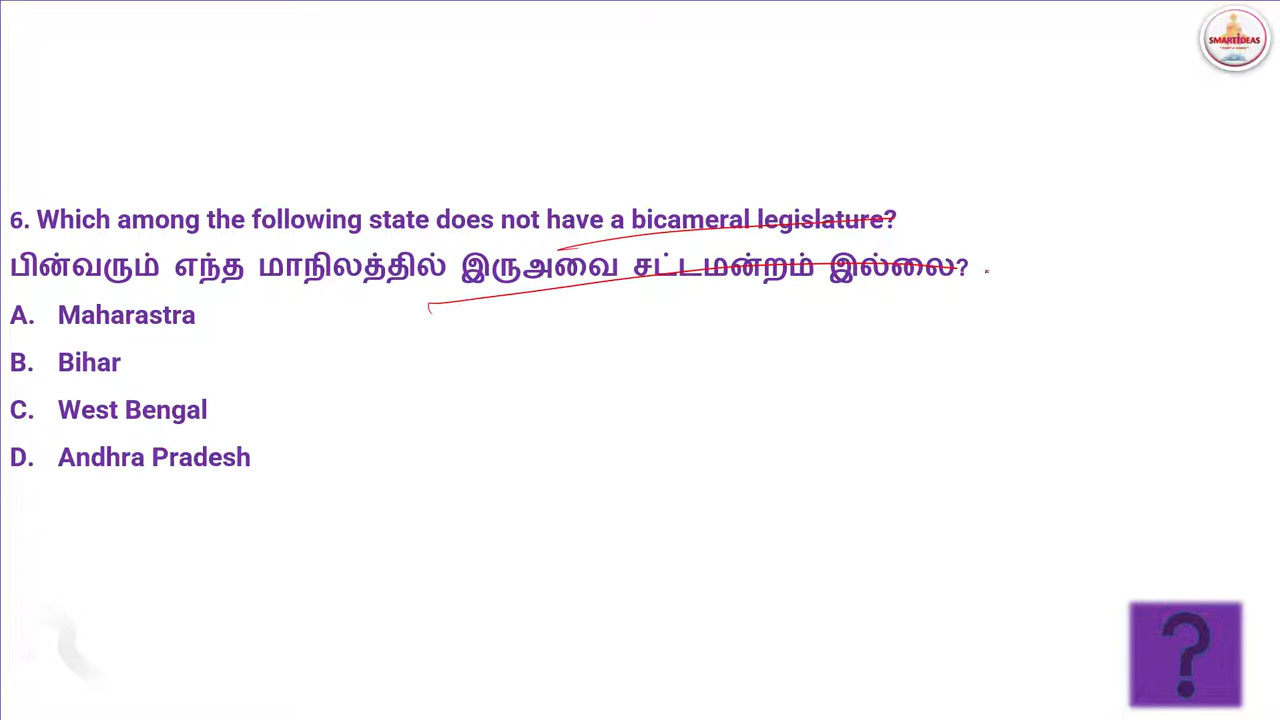 SMARTIDEAS
6. Which among the following state does not have a bicameral legislature?
பின்வரும் எந்த மாநிலத்தில் இருஅவை சட்டமன்றம் இல்லை?
A. Maharastra
B. Bihar
C. West Bengal
D. Andhra Pradesh
?